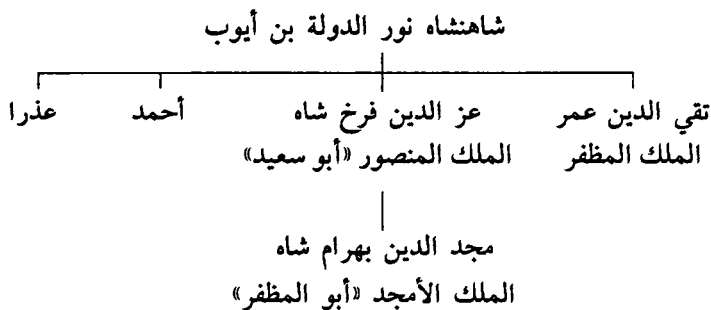 شاهنشاه نور الدولة بن أيوب
تقي الدين عمر عز الدين فرخ شاه أحمد عذرا
الملك المظفر الملك المنصور «أبو سعيد»
مجد الدين بهرام شاه
الملك الأمجد «أبو المظفر»